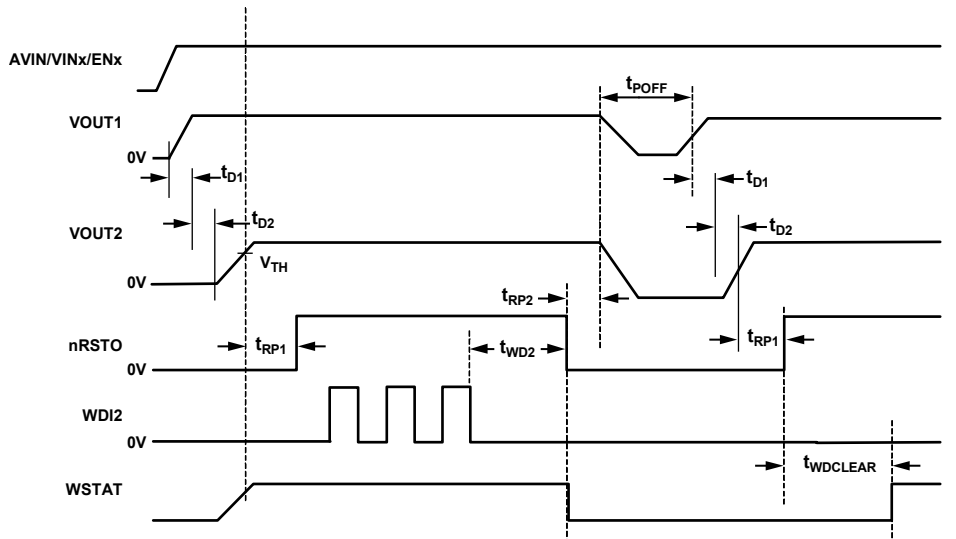 AVIN/VINx/ENx
tPOFF
VOUT1
0V
tD1
tD1
tD2
tD2
VOUT2
VTH
0V
tRP2
nRSTO
tRP1
tWD2
tRP1
0V
WDI2
0V
tWDCLEAR
WSTAT